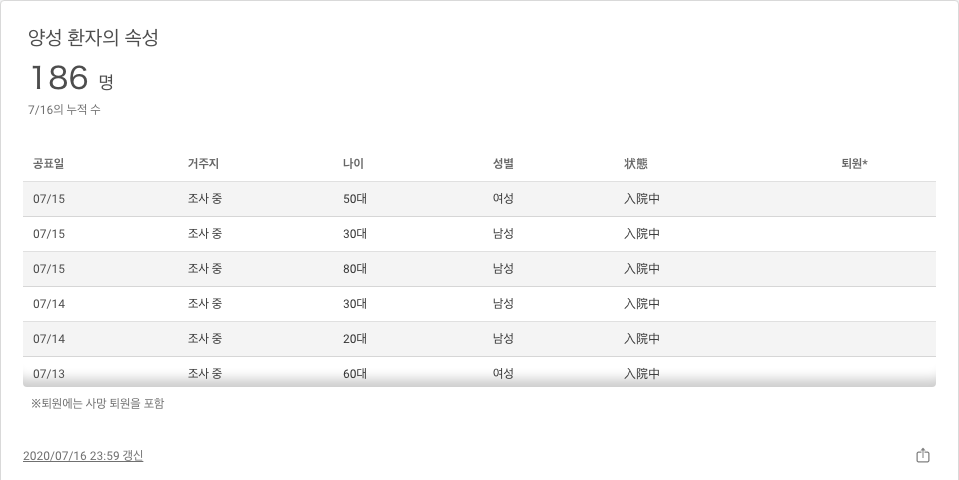 양성 환자의 속성
186 명
7/16의 누적 수
공표일 거주지 나이 성별 状態 퇴원*
07/15 조사 중 50대 여성 入院中
07/15 조사 중 30대 남성 入院中
07/15 조사 중 80대 남성 入院中
07/14 조사 중 30대 남성 入院中
07/14 조사 중 20대 남성 入院中
07/13 조사 중 60대 여성 入院中
※퇴원에는 사망 퇴원을 포함
2020/07/16 23:59 갱신